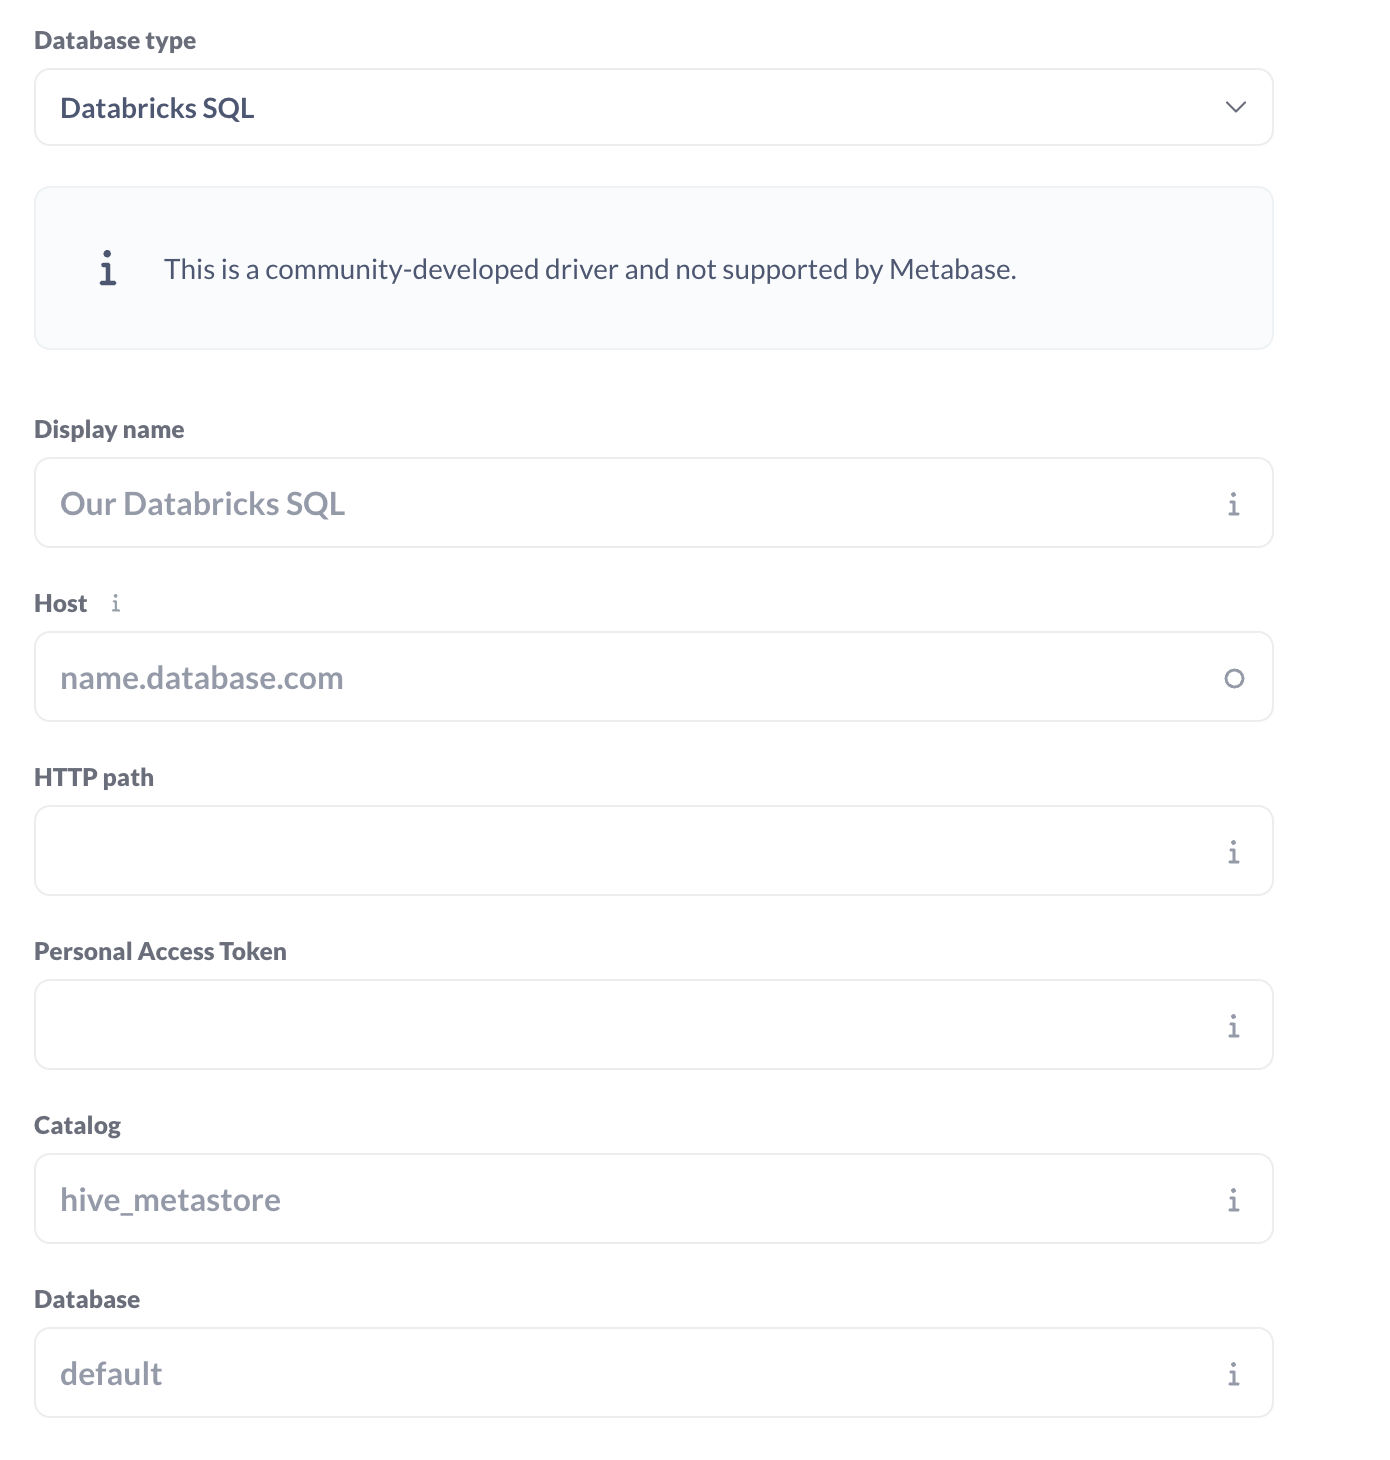 Database type
Databricks SQL
This is a community-developed driver and not supported by Metabase.
Display name
Our Databricks SQL
Host
name.database.com
HTTP path
Personal Access Token
Catalog
hive_metastore
Database
default